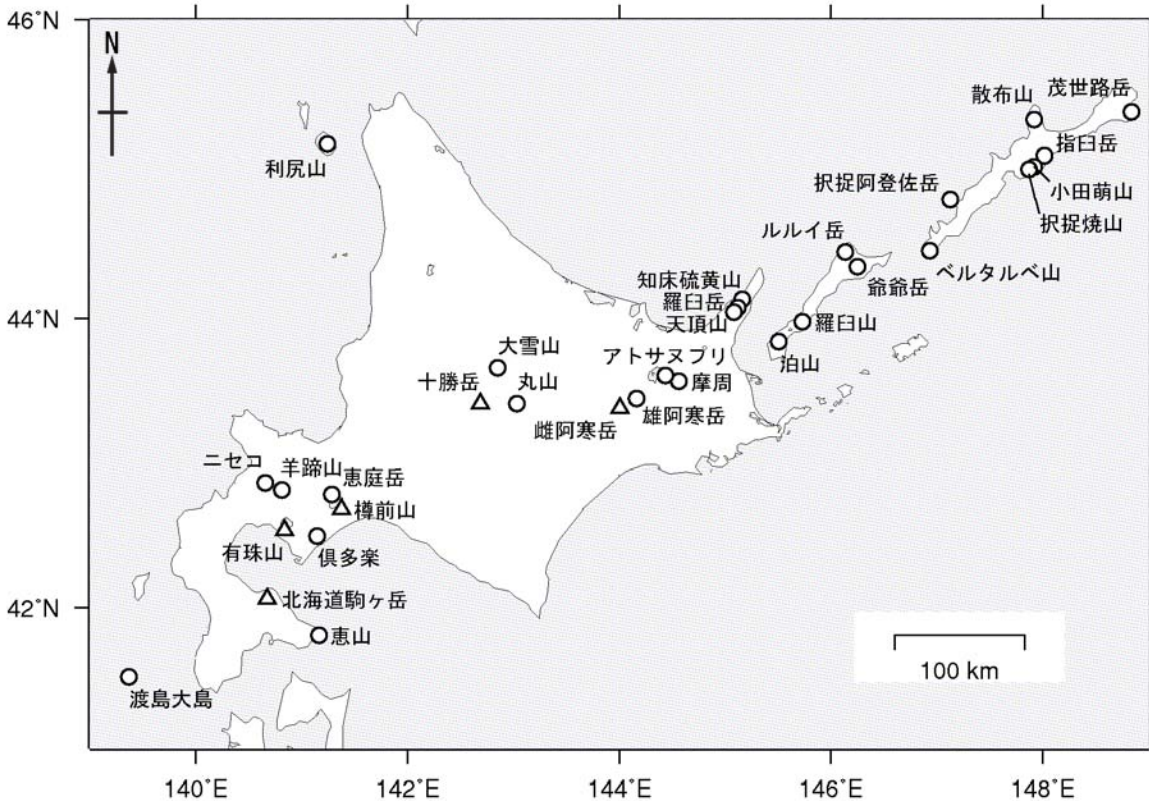 46°N
N
茂世路岳
散布山
指臼岳
利尻山
択捉阿登佐岳
小田萌山
択捉焼山
ルルイ岳
ベルタルベ山
知床硫黄山
爺爺岳
羅臼岳
44°N
天頂山
羅臼山
大雪山
アトサヌプリ
泊山
十勝岳
丸山
摩周
雌阿寒岳
雄阿寒岳
ニセコ
羊蹄山
恵庭岳
樽前山
有珠山
倶多楽
42°N
北海道駒ヶ岳
恵山
100 km
渡島大島
140°E
142°E
144°E
146°E
148°E